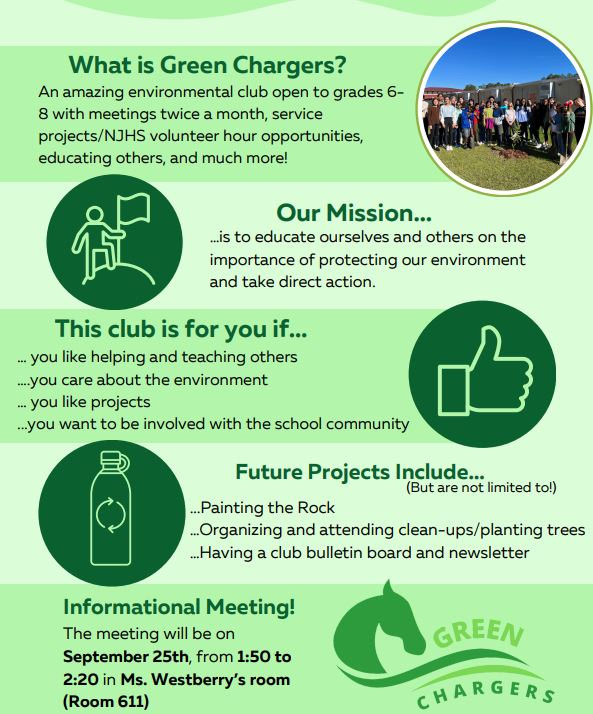 What is Green Chargers?
An amazing environmental club open to grades 6-
8 with meetings twice a month, service
projects/NJHS volunteer hour opportunities,
educating others, and much more!
Our Mission...
...is to educate ourselves and others on the
importance of protecting our environment
and take direct action.
This club is for you if...
... you like helping and teaching others
....you care about the environment
... you like projects
...you want to be involved with the school community
Future Projects Include...
(But are not limited to!)
...Painting the Rock
...Organizing and attending clean-ups/planting trees
...Having a club bulletin board and newsletter
Informational Meeting!
The meeting will be on
September 25th, from 1:50 to
2:20 in Ms. Westberry's room
(Room 611)
GREEN
CHARGERS